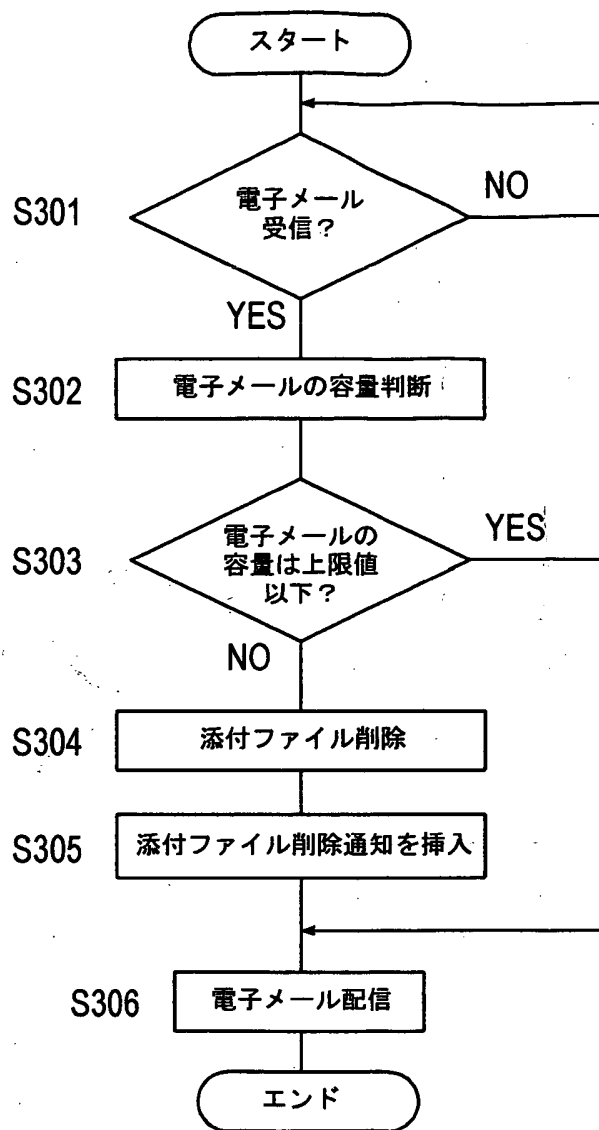 スタート
S301
電子メール
受信？
NO
YES
S302
電子メールの容量判断
S303
電子メールの
容量は上限値
以下？
YES
NO
S304
添付ファイル削除
S305
添付ファイル削除通知を挿入
S306
電子メール配信
エンド